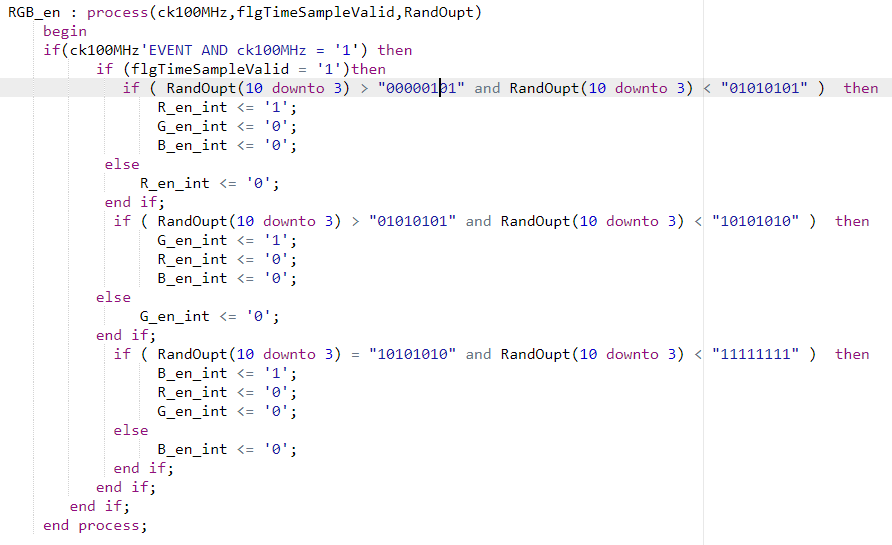 RGB_en : process(ck100MHz,flgTimeSampleValid,RandOupt)
begin
if(ck100MHz'EVENT AND ck100MHz = '1') then
if (flgTimeSampleValid = '1')then
if ( RandOupt(10 downto 3) > "00000101" and RandOupt(10 downto 3) < "01010101" )  then
R_en_int <= '1';
G_en_int <= '0';
B_en_int <= '0';
else
R_en_int <= '0';
end if;
if ( RandOupt(10 downto 3) > "01010101" and RandOupt(10 downto 3) < "10101010" )  then
G_en_int <= '1';
R_en_int <= '0';
B_en_int <= '0';
else
G_en_int <= '0';
end if;
if ( RandOupt(10 downto 3) = "10101010" and RandOupt(10 downto 3) < "11111111" )  then
B_en_int <= '1';
R_en_int <= '0';
G_en_int <= '0';
else
B_en_int <= '0';
end if;
end if;
end if;
end process;